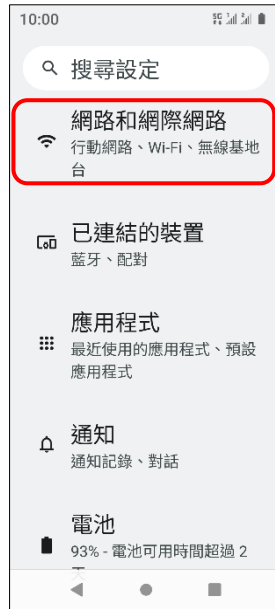 10:00
5G
搜尋設定
網路和網際網路
行動網路、Wi-Fi、無線基地
台
已連結的裝置
藍牙、配對
應用程式
最近使用的應用程式、預設
應用程式
通知
通知記錄、對話
電池
93% - 電池可用時間超過 2